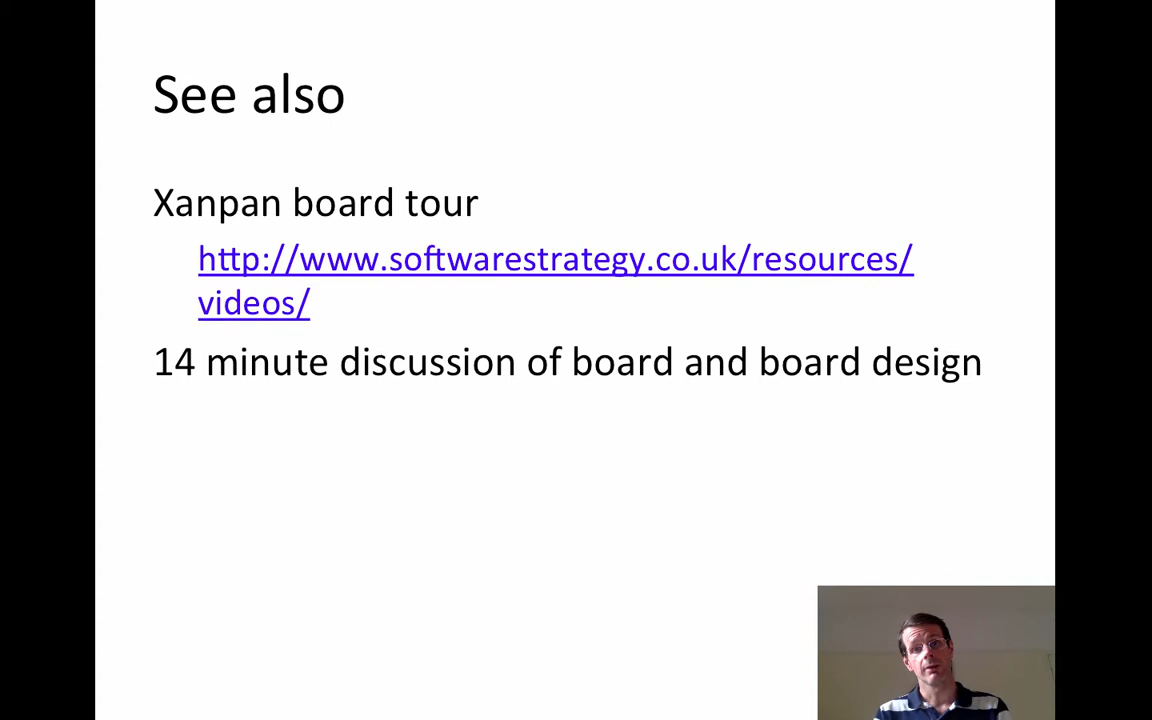 See also
Xanpan board tour
http://www.softwarestrategy.co.uk/resources/
videos/
14 minute discussion of board and board design